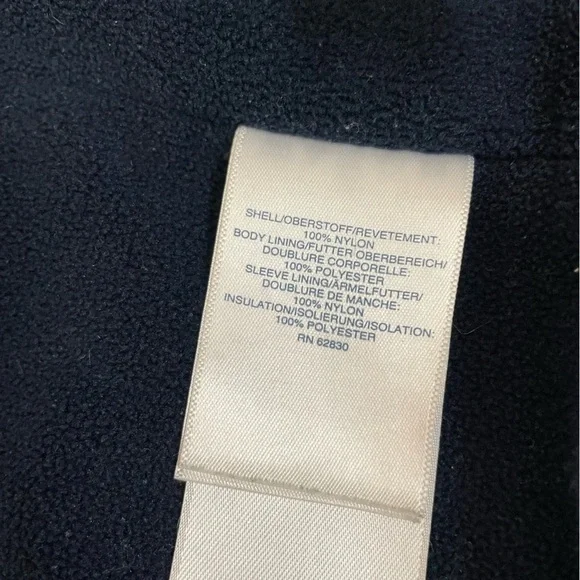 SHELL/OBERSTOFF/REVETEMENT:
100% NYLON
BODY LINING/FUTTER OBERBEREICH/
DOUBLURE CORPORELLE:
100% POLYESTER
SLEEVE LINING/ÄRMELFUTTER/
DOUBLURE DE MANCHE:
100% NYLON
INSULATION/ISOLIERUNG/ISOLATION:
100% POLYESTER
RN 62830